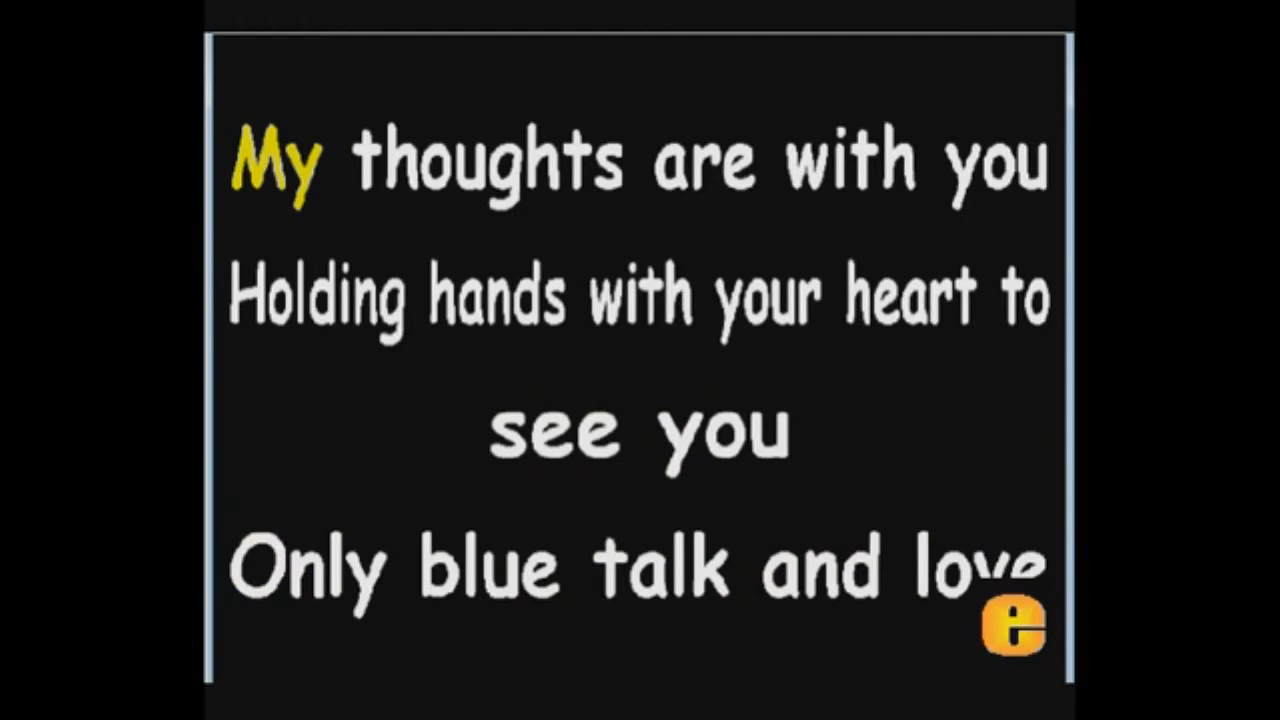 My thoughts are with you
Holding hands with your heart to
see you
Only blue talk and love
e